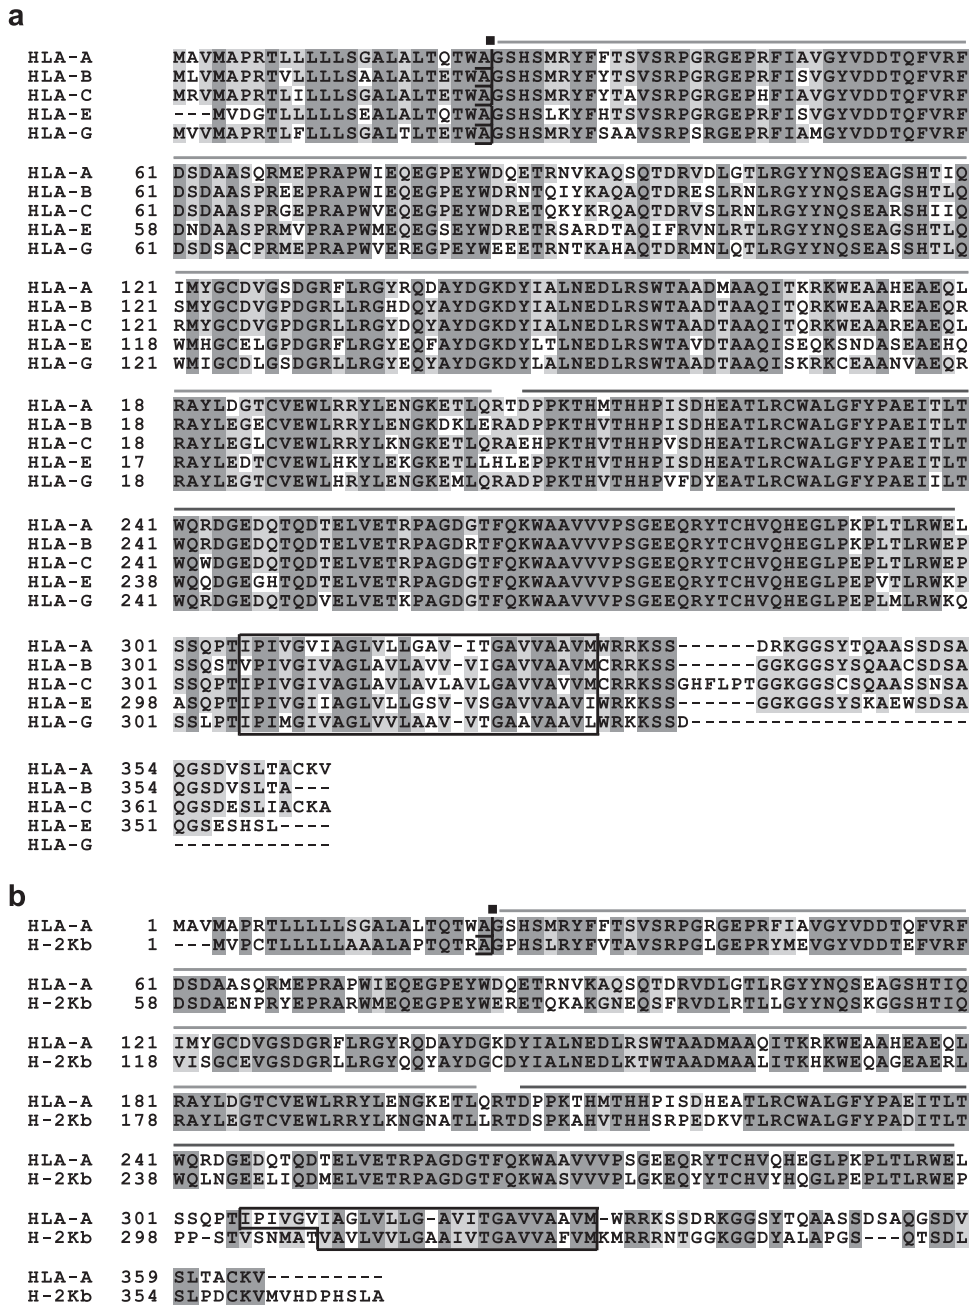 a
HLA-A MAVMAPRTLLLLLSGALALTQTWAGSHSMRYFFTSVSRPGRGEPRFIAVGYVDDTQFVRF
HLA-B MLVMAPRTVLLLLSAALALTETWAGSHSMRYFYTSVSRPGRGEPRFISVGYVDDTQFVRF
HLA-C MRVMAPRTLILLLSGALALTETWAGSHSMRYFYTAVSRPGRGEPHFIAVGYVDDTQFVRF
HLA-E ---MVDGTLLLLLSEALALTQTWAGSHSLKYFHTSVSRPGRGEPRFISVGYVDDTQFVRF
HLA-G MVVMAPRTLFLLLSGALTLTETWAGSHSMRYFSAAVSRPSRGEPRFIAMGYVDDTQFVRF
HLA-A 61 DSDAASQRMEPRAPWIEQEGPEYWDQETRNVKAQSQTDRVDLGTLRGYYNQSEAGSHTIQ
HLA-B 61 DSDAASPREEPRAPWIEQEGPEYWDRNTQIYKAQAQTDRESLRNLRGYYNQSEAGSHTLQ
HLA-C 61 DSDAASPRGEPRAPWVEQEGPEYWDRETQKYKRQAQTDRVSLRNLRGYYNQSEARSHIIQ
HLA-E 58 DNDAASPRMVPRAPWMEQEGSEYWDRETRSARDTAQIFRVNLRTLRGYYNQSEAGSHTLQ
HLA-G 61 DSDSACPRMEPRAPWVEREGPEYWEEETRNTKAHAQTDRMNLQTLRGYYNQSEASSHTLQ
HLA-A 121 IMYGCDVGSDGRFLRGYRQDAYDGKDYIALNEDLRSWTAADMAAQITKRKWEAAHEAEQL
HLA-B 121 SMYGCDVGPDGRLLRGHDQYAYDGKDYIALNEDLRSWTAADTAAQITQRKWEAAREAEQR
HLA-C 121 RMYGCDVGPDGRLLRGYDQYAYDGKDYIALNEDLRSWTAADTAAQITQRKWEAAREAEQL
HLA-E 118 WMHGCELGPDGRFLRGYEQFAYDGKDYLTLNEDLRSWTAVDTAAQISEQKSNDASEAEHQ
HLA-G 121 WMIGCDLGSDGRLLRGYEQYAYDGKDYLALNEDLRSWTAADTAAQISKRKCEAANVAEQR
HLA-A 18 RAYLDGTCVEWLRRYLENGKETLQRTDPPKTHMTHHPISDHEATLRCWALGFYPAEITLT
HLA-B 18 RAYLEGECVEWLRRYLENGKDKLERADPPKTHVTHHPISDHEATLRCWALGFYPAEITLT
HLA-C 18 RAYLEGLCVEWLRRYLKNGKETLQRAEHPKTHVTHHPVSDHEATLRCWALGFYPAEITLT
HLA-E 17 RAYLEDTCVEWLHKYLEKGKETLLHLEPPKTHVTHHPISDHEATLRCWALGFYPAEITLT
HLA-G 18 RAYLEGTCVEWLHRYLENGKEMLQRADPPKTHVTHHPVFDYEATLRCWALGFYPAEIILT
HLA-A 241 WQRDGEDQTQDTELVETRPAGDGTFQKWAAVVVPSGEEQRYTCHVQHEGLPKPLTLRWEL
HLA-B 241 WQRDGEDQTQDTELVETRPAGDRTFQKWAAVVVPSGEEQRYTCHVQHEGLPKPLTLRWEP
HLA-C 241 WQWDGEDQTQDTELVETRPAGDGTFQKWAAVVVPSGEEQRYTCHVQHEGLPEPLTLRWEP
HLA-E 238 WQQDGEGHTQDTELVETRPAGDGTFQKWAAVVVPSGEEQRYTCHVQHEGLPEPVTLRWKP
HLA-G 241 WQRDGEDQTQDVELVETKPAGDGTFQKWAAVVVPSGEEQRYTCHVQHEGLPEPLMLRWKQ
HLA-A 301 SSQPTIPIVGVIAGLVLLGAV-ITGAVVAAVMWRRKSS------DRKGGSYTQAASSDSA
HLA-B 301 SSQSTVPIVGIVAGLAVLAVV-VIGAVVAAVMCRRKSS------GGKGGSYSQAACSDSA
HLA-C 301 SSQPTIPIVGIVAGLAVLAVLAVLGAVVAVVMCRRKSSGHFLPTGGKGGSCSQAASSNSA
HLA-E 298 ASQPTIPIVGIIAGLVLLGSV-VSGAVVAAVIWRKKSS------GGKGGSYSKAEWSDSA
HLA-G 301 SSLPTIPIMGIVAGLVVLAAV-VTGAAVAAVLWRKKSSD---------------------
HLA-A 354 QGSDVSLTACKV
HLA-B 354 QGSDVSLTA---
HLA-C 361 QGSDESLIACKA
HLA-E 351 QGSESHSL----
HLA-G ------------
b
HLA-A 1 MAVMAPRTLLLLLSGALALTQTWAGSHSMRYFFTSVSRPGRGEPRFIAVGYVDDTQFVRF
H-2Kb 1 ---MVPCTLLLLLAAALAPTQTRAGPHSLRYFVTAVSRPGLGEPRYMEVGYVDDTEFVRF
HLA-A 61 DSDAASQRMEPRAPWIEQEGPEYWDQETRNVKAQSQTDRVDLGTLRGYYNQSEAGSHTIQ
H-2Kb 58 DSDAENPRYEPRARWMEQEGPEYWERETQKAKGNEQSFRVDLRTLLGYYNQSKGGSHTIQ
HLA-A 121 IMYGCDVGSDGRFLRGYRQDAYDGKDYIALNEDLRSWTAADMAAQITKRKWEAAHEAEQL
H-2Kb 118 VISGCEVGSDGRLLRGYQQYAYDGCDYIALNEDLKTWTAADMAALITKHKWEQAGEAERL
HLA-A 181 RAYLDGTCVEWLRRYLENGKETLQRTDPPKTHMTHHPISDHEATLRCWALGFYPAEITLT
H-2Kb 178 RAYLEGTCVEWLRRYLKNGNATLLRTDSPKAHVTHHSRPEDKVTLRCWALGFYPADITLT
HLA-A 241 WQRDGEDQTQDTELVETRPAGDGTFQKWAAVVVPSGEEQRYTCHVQHEGLPKPLTLRWEL
H-2Kb 238 WQLNGEELIQDMELVETRPAGDGTFQKWASVVVPLGKEQYYTCHVYHQGLPEPLTLRWEP
HLA-A 301 SSQPTIPIVGVIAGLVLLG-AVITGAVVAAVM-WRRKSSDRKGGSYTQAASSDSAQGSDV
H-2Kb 298 PP-STVSNMATVAVLVVLGAAIVTGAVVAFVMKMRRRNTGGKGGDYALAPGS---QTSDL
HLA-A 359 SLTACKV---------
H-2Kb 354 SLPDCKVMVHDPHSLA